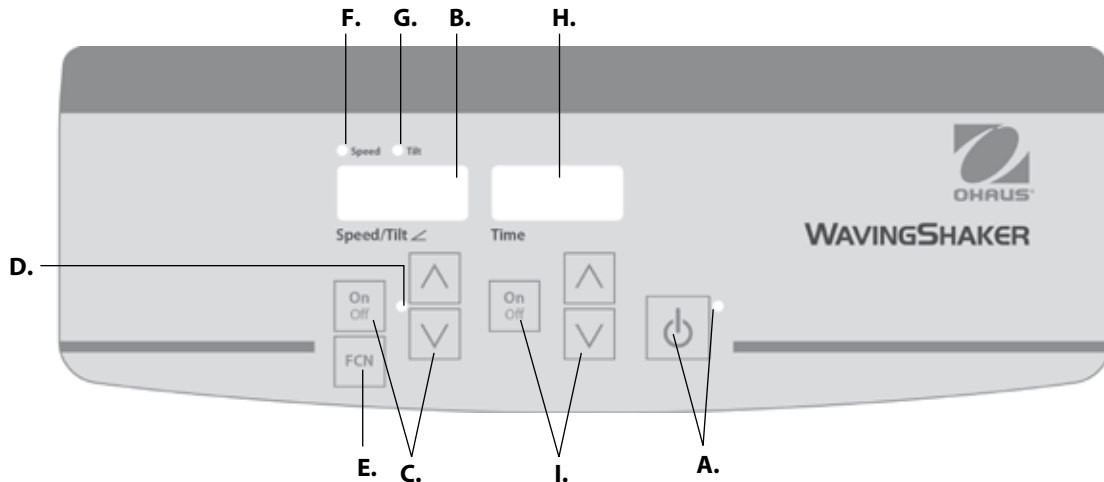 F. G. B. H.
Speed Tilt
OHAUS
Speed/Tilt Time
WAVINGSHAKER
D.
On
Off
On
Off
FCN
E. C. I. A.